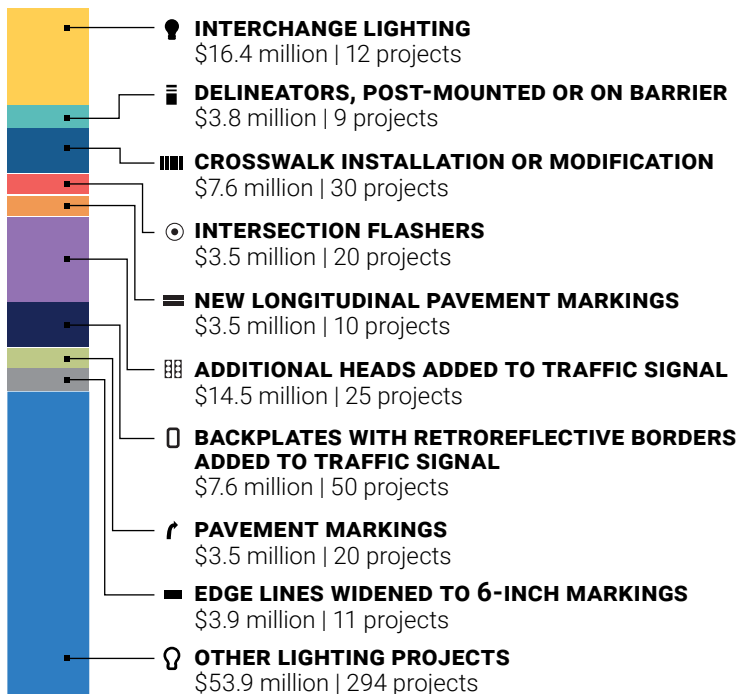 INTERCHANGE LIGHTING
$16.4 million | 12 projects
DELINEATORS, POST-MOUNTED OR ON BARRIER
$3.8 million | 9 projects
CROSSWALK INSTALLATION OR MODIFICATION
$7.6 million | 30 projects
INTERSECTION FLASHERS
$3.5 million | 20 projects
NEW LONGITUDINAL PAVEMENT MARKINGS
$3.5 million | 10 projects
ADDITIONAL HEADS ADDED TO TRAFFIC SIGNAL
$14.5 million | 25 projects
BACKPLATES WITH RETROREFLECTIVE BORDERS
ADDED TO TRAFFIC SIGNAL
$7.6 million | 50 projects
PAVEMENT MARKINGS
$3.5 million | 20 projects
EDGE LINES WIDENED TO 6-INCH MARKINGS
$3.9 million | 11 projects
OTHER LIGHTING PROJECTS
$53.9 million | 294 projects